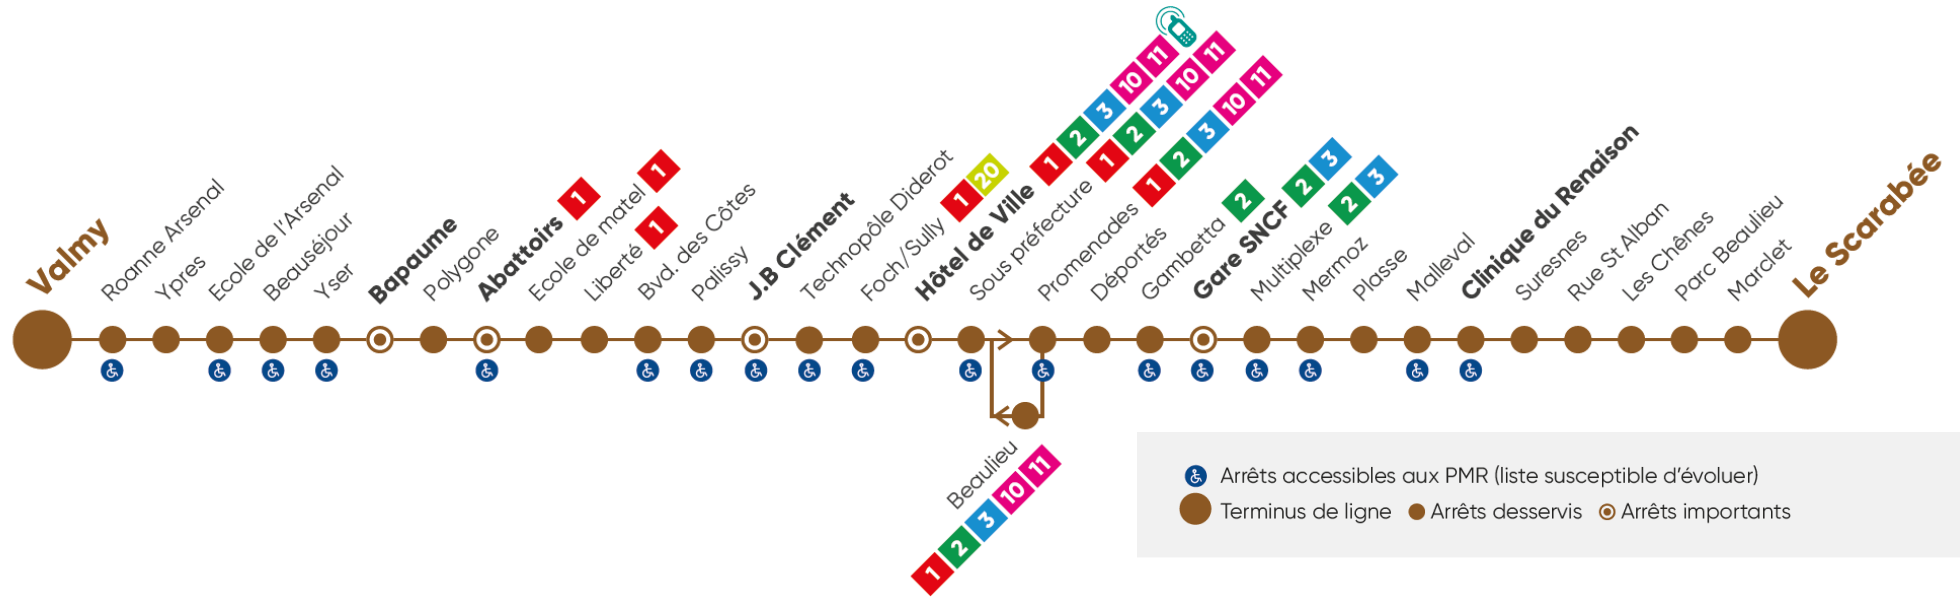 Valmy
Roanne Arsenal
Ypres
Ecole de l'Arsenal
Beauséjour
Yser
Bapaume
Polygone
Abattoirs 1
Ecole de matel 1
Liberté 1
Bvd. des Côtes
Palissy
J.B Clément
Technopôle Diderot
Foch/Sully 1 20
Hôtel de Ville 1 2 3 10 11
Sous préfecture 1 2 3 10 11
Promenades 1 2 3 10 11
Déportés
Gambetta 2
Gare SNCF 2 3
Multiplexe 2 3
Mermoz
Plasse
Malleval
Clinique du Renaison
Suresnes
Rue St Alban
Les Chênes
Parc Beaulieu
Marclet
Le Scarabée
Beaulieu
1 2 3 10 11
Arrêts accessibles aux PMR (liste susceptible d'évoluer)
Terminus de ligne Arrêts desservis Arrêts importants